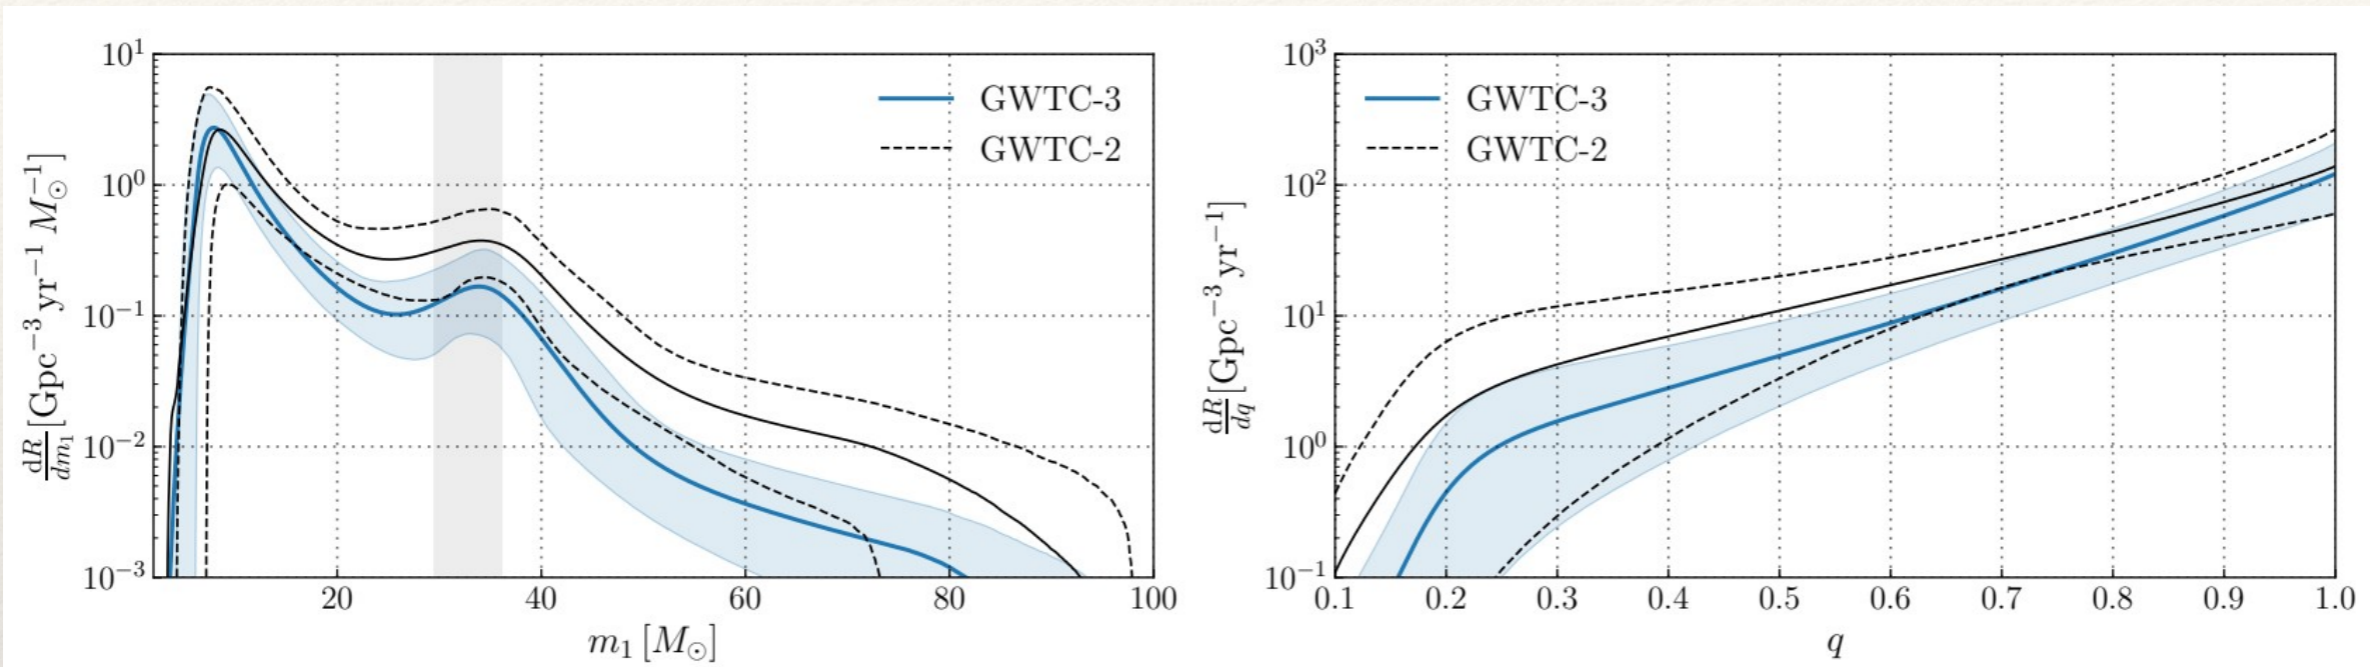 10¹
10⁰
10⁻¹
10⁻²
10⁻³
dR/dm₁ [Gpc⁻³ yr⁻¹ M⊙⁻¹]
GWTC-3
GWTC-2
20 40 60 80 100
m₁ [M⊙]
10³
10²
10¹
10⁰
10⁻¹
dR/dq [Gpc⁻³ yr⁻¹]
GWTC-3
GWTC-2
0.1 0.2 0.3 0.4 0.5 0.6 0.7 0.8 0.9 1.0
q